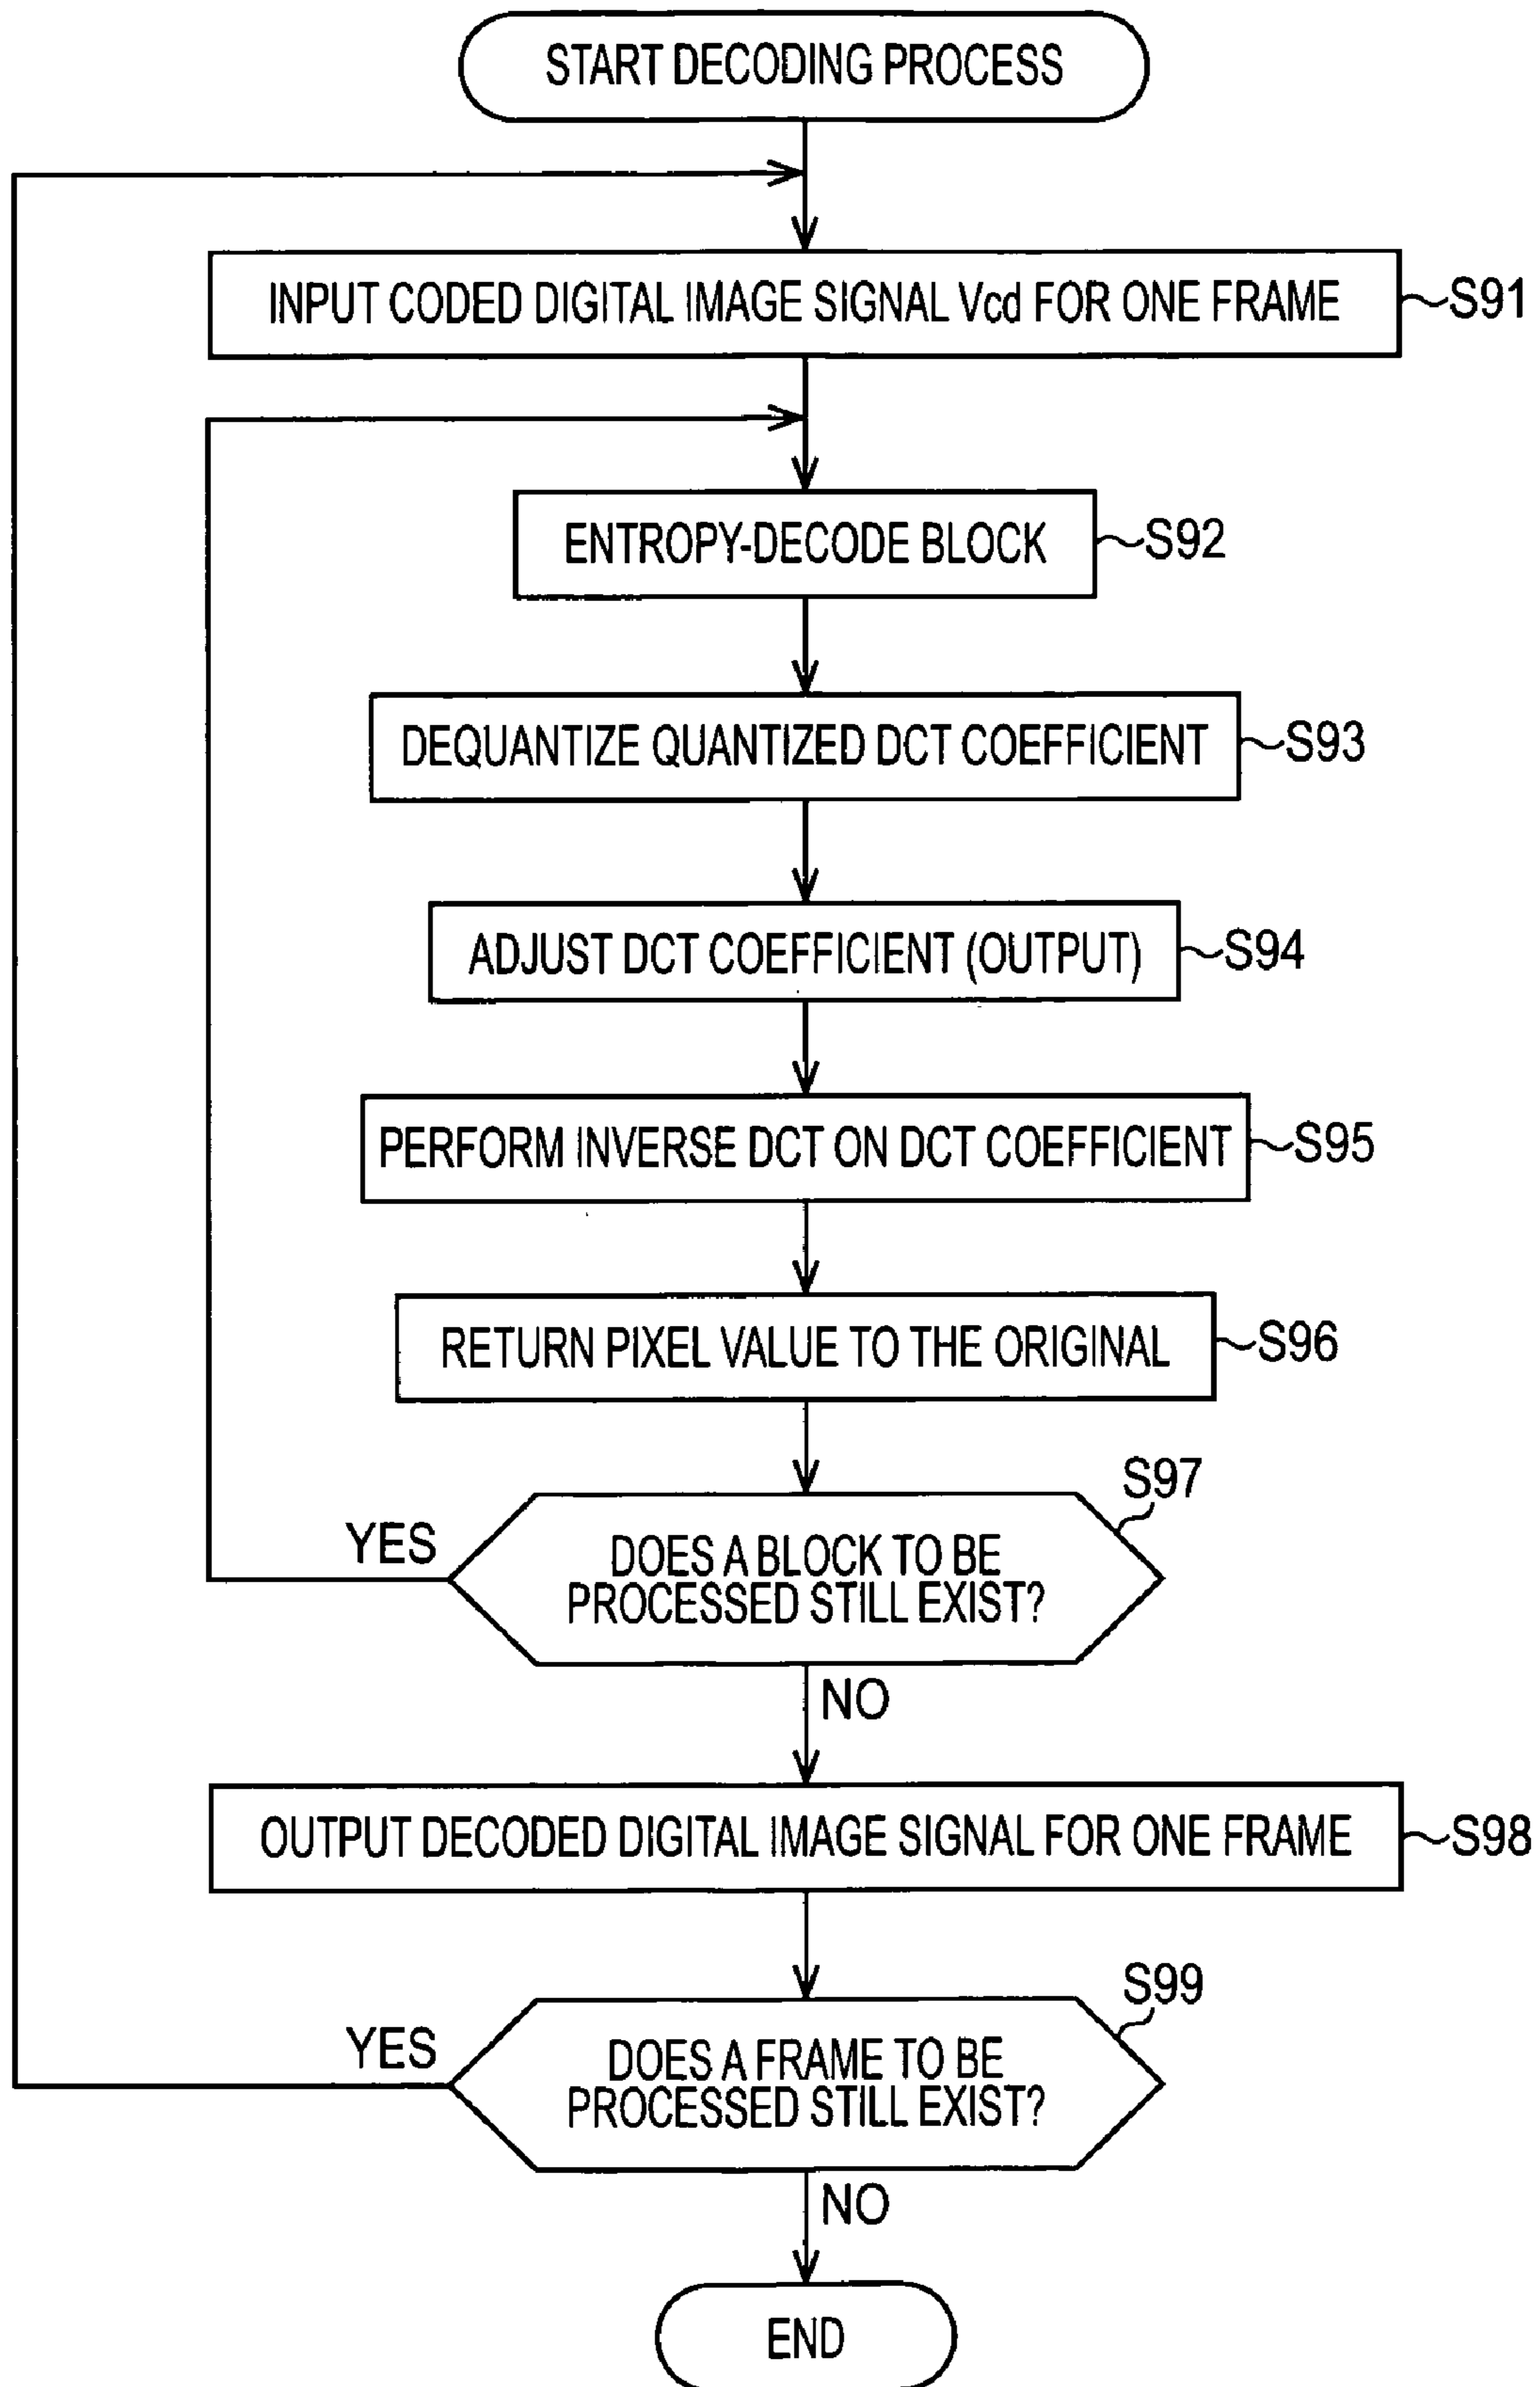 START DECODING PROCESS
INPUT CODED DIGITAL IMAGE SIGNAL Vcd FOR ONE FRAME
S91
ENTROPY-DECODE BLOCK
S92
DEQUANTIZE QUANTIZED DCT COEFFICIENT
S93
ADJUST DCT COEFFICIENT (OUTPUT)
S94
PERFORM INVERSE DCT ON DCT COEFFICIENT
S95
RETURN PIXEL VALUE TO THE ORIGINAL
S96
S97
YES
DOES A BLOCK TO BE
PROCESSED STILL EXIST?
NO
OUTPUT DECODED DIGITAL IMAGE SIGNAL FOR ONE FRAME
S98
S99
YES
DOES A FRAME TO BE
PROCESSED STILL EXIST?
NO
END